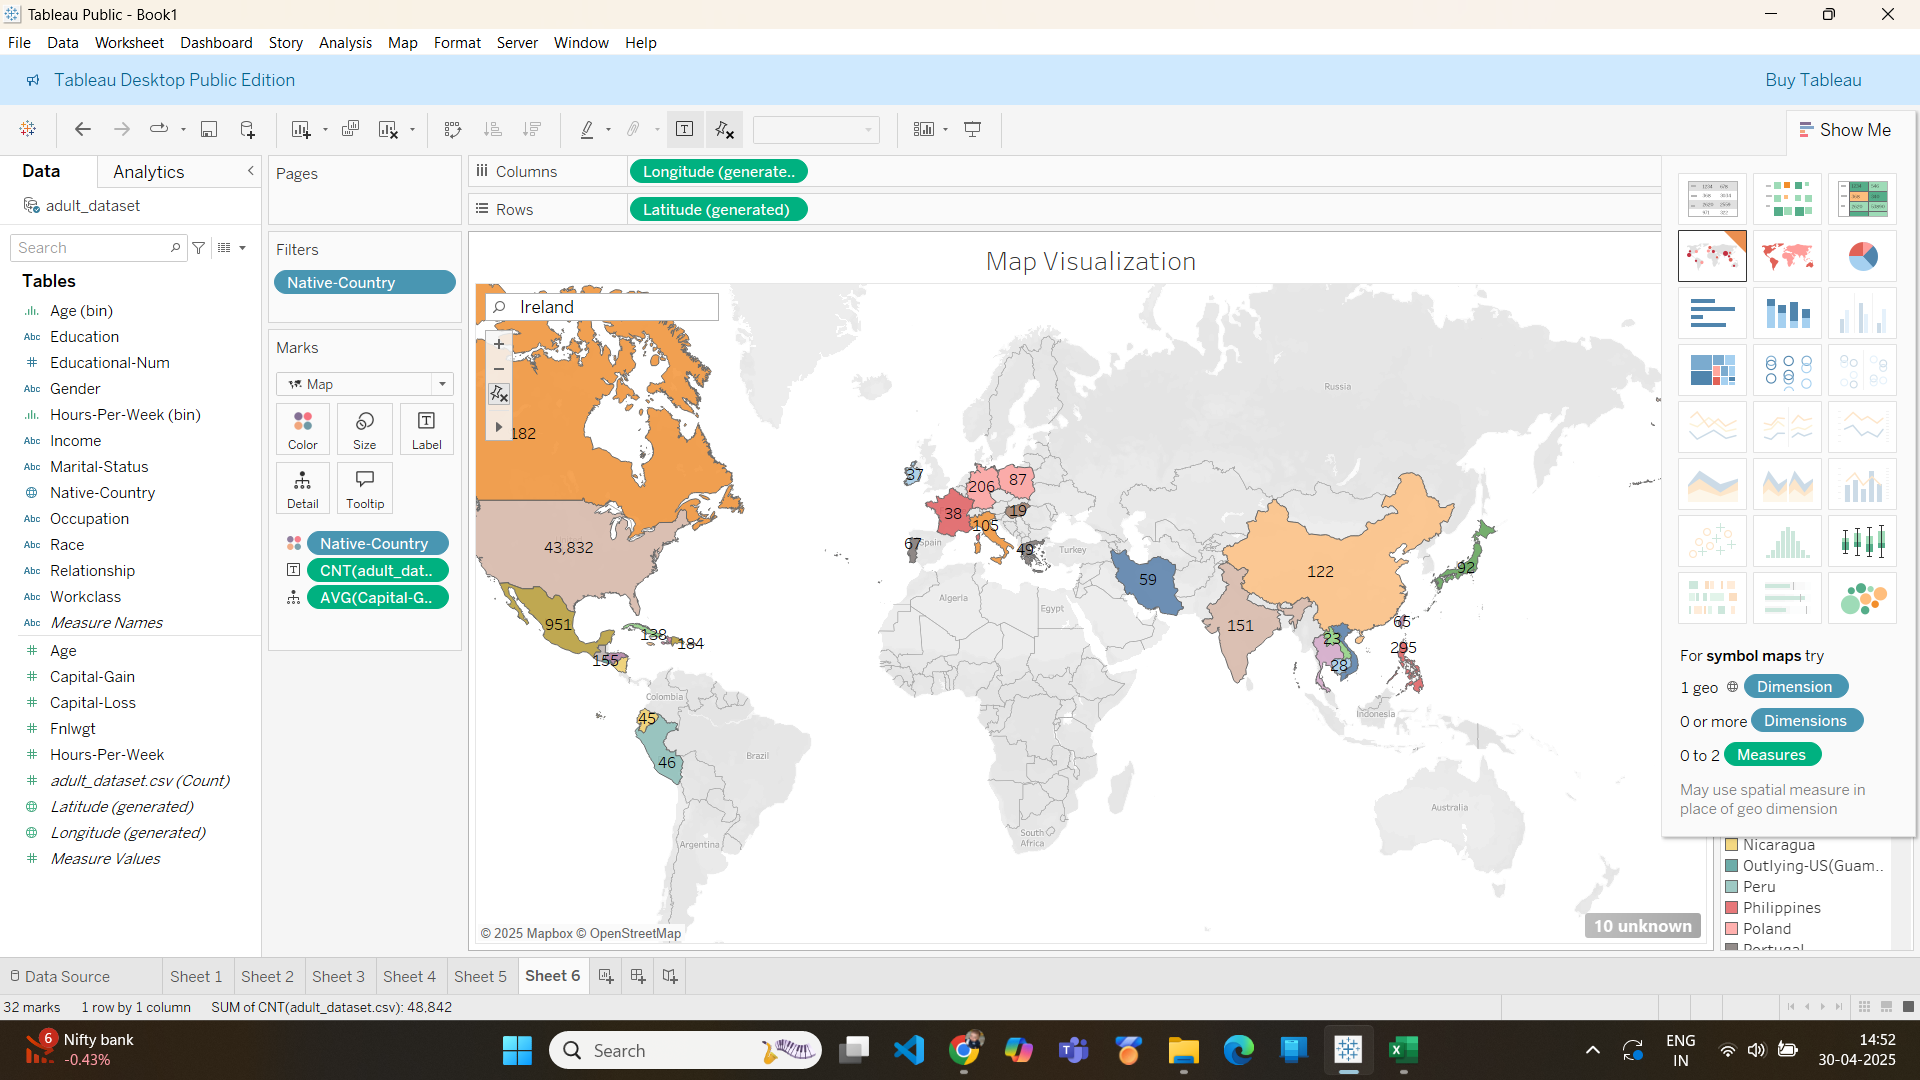 Tableau Public - Book1
File Data Worksheet Dashboard Story Analysis Map Format Server Window Help
Tableau Desktop Public Edition
Buy Tableau
Show Me
Data
Analytics
adult_dataset
Search
Tables
Age (bin)
Abc Education
# Educational-Num
Abc Gender
Hours-Per-Week (bin)
Abc Income
Abc Marital-Status
Native-Country
Abc Occupation
Abc Race
Abc Relationship
Abc Workclass
Abc Measure Names
# Age
# Capital-Gain
# Capital-Loss
# Fnlwgt
# Hours-Per-Week
# adult_dataset.csv (Count)
Latitude (generated)
Longitude (generated)
# Measure Values
Pages
Filters
Native-Country
Marks
Map
Color
Size
Label
Detail
Tooltip
Native-Country
CNT(adult_dat..
AVG(Capital-G..
Columns
Longitude (generate..
Rows
Latitude (generated)
Map Visualization
Ireland
182
43,832
951
155
138
184
45
46
37
206
87
38
19
105
67
49
59
151
122
92
65
23
295
28
Russia
Spain
Turkey
Algeria
Egypt
Colombia
Brazil
Argentina
South
Africa
Indonesia
Australia
© 2025 Mapbox © OpenStreetMap
10 unknown
For symbol maps try
1 geo Dimension
0 or more Dimensions
0 to 2 Measures
May use spatial measure in
place of geo dimension
Nicaragua
Outlying-US(Guam..
Peru
Philippines
Poland
Portugal
Data Source
Sheet 1
Sheet 2
Sheet 3
Sheet 4
Sheet 5
Sheet 6
32 marks 1 row by 1 column SUM of CNT(adult_dataset.csv): 48,842
6
Nifty bank
-0.43%
Search
ENG
IN
14:52
30-04-2025